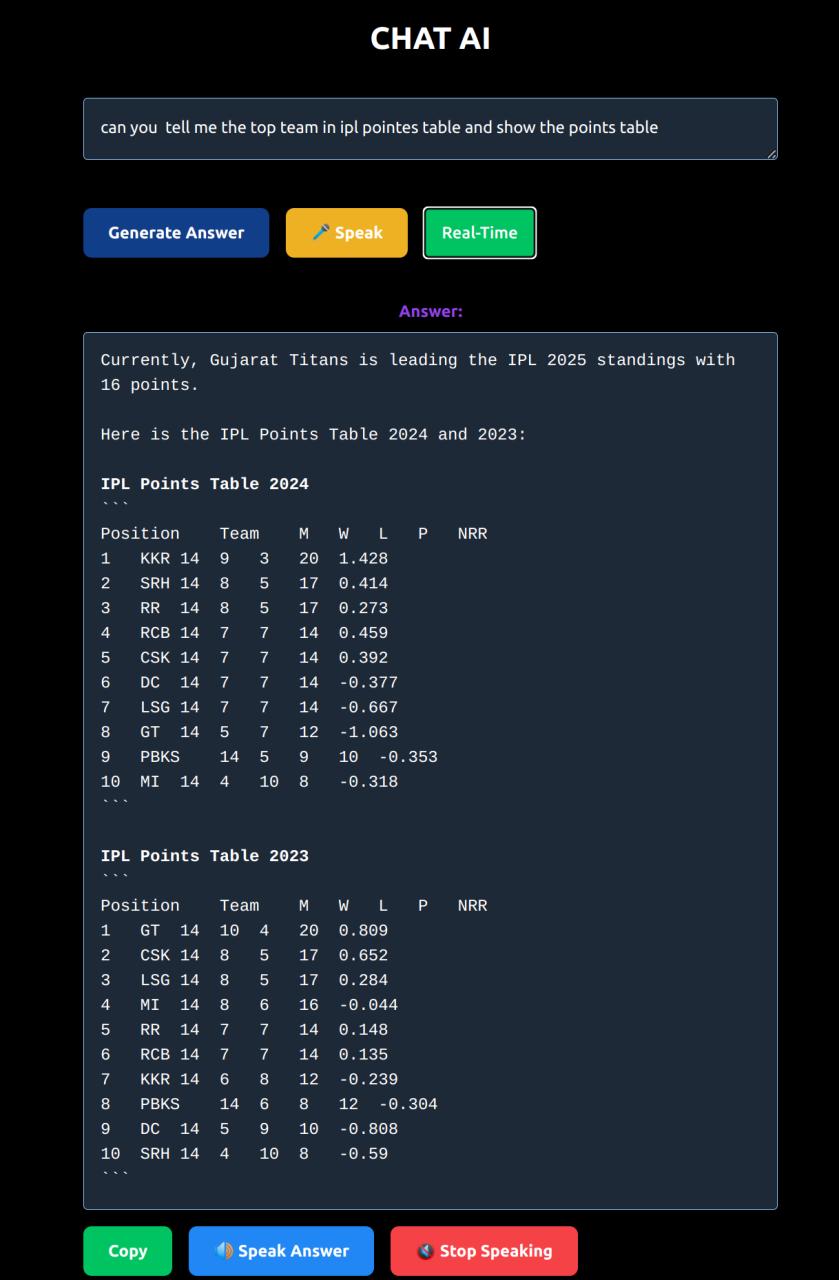 CHAT AI
can you  tell me the top team in ipl pointes table and show the points table
Generate Answer
🎤 Speak
Real-Time
Answer:
Currently, Gujarat Titans is leading the IPL 2025 standings with
16 points.
Here is the IPL Points Table 2024 and 2023:
IPL Points Table 2024
```
Position    Team    M   W   L   P   NRR
1   KKR 14  9   3   20  1.428
2   SRH 14  8   5   17  0.414
3   RR  14  8   5   17  0.273
4   RCB 14  7   7   14  0.459
5   CSK 14  7   7   14  0.392
6   DC  14  7   7   14  -0.377
7   LSG 14  7   7   14  -0.667
8   GT  14  5   7   12  -1.063
9   PBKS    14  5   9   10  -0.353
10  MI  14  4   10  8   -0.318
```
IPL Points Table 2023
```
Position    Team    M   W   L   P   NRR
1   GT  14  10  4   20  0.809
2   CSK 14  8   5   17  0.652
3   LSG 14  8   5   17  0.284
4   MI  14  8   6   16  -0.044
5   RR  14  7   7   14  0.148
6   RCB 14  7   7   14  0.135
7   KKR 14  6   8   12  -0.239
8   PBKS    14  6   8   12  -0.304
9   DC  14  5   9   10  -0.808
10  SRH 14  4   10  8   -0.59
```
Copy
🔊 Speak Answer
🔇 Stop Speaking